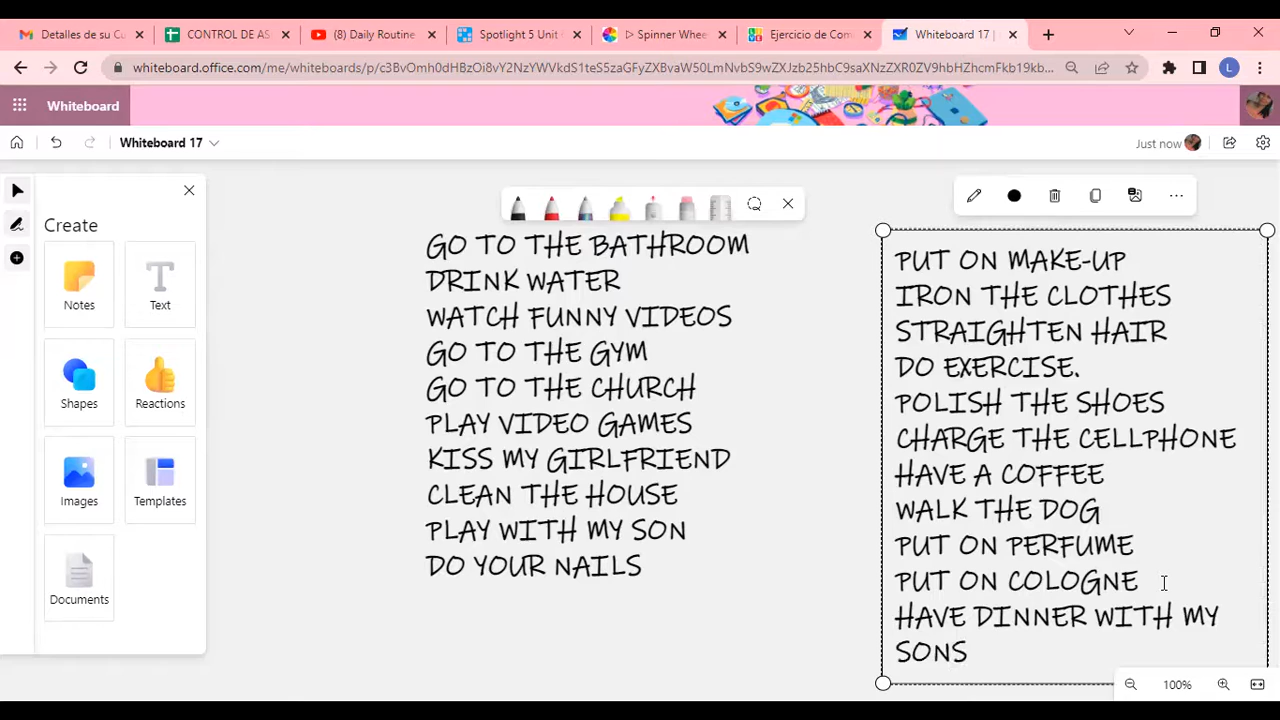 Detalles de su Cu
CONTROL DE AS
(8) Daily Routine
Spotlight 5 Unit
Spinner Whee
Ejercicio de Com
Whiteboard 17 |
L
Whiteboard
Whiteboard 17
Just now
Create
Notes
Text
Shapes
Reactions
Images
Templates
Documents
GO TO THE BATHROOM
DRINK WATER
WATCH FUNNY VIDEOS
GO TO THE GYM
GO TO THE CHURCH
PLAY VIDEO GAMES
KISS MY GIRLFRIEND
CLEAN THE HOUSE
PLAY WITH MY SON
DO YOUR NAILS
PUT ON MAKE-UP
IRON THE CLOTHES
STRAIGHTEN HAIR
DO EXERCISE.
POLISH THE SHOES
CHARGE THE CELLPHONE
HAVE A COFFEE
WALK THE DOG
PUT ON PERFUME
PUT ON COLOGNE
HAVE DINNER WITH MY
SONS
100%